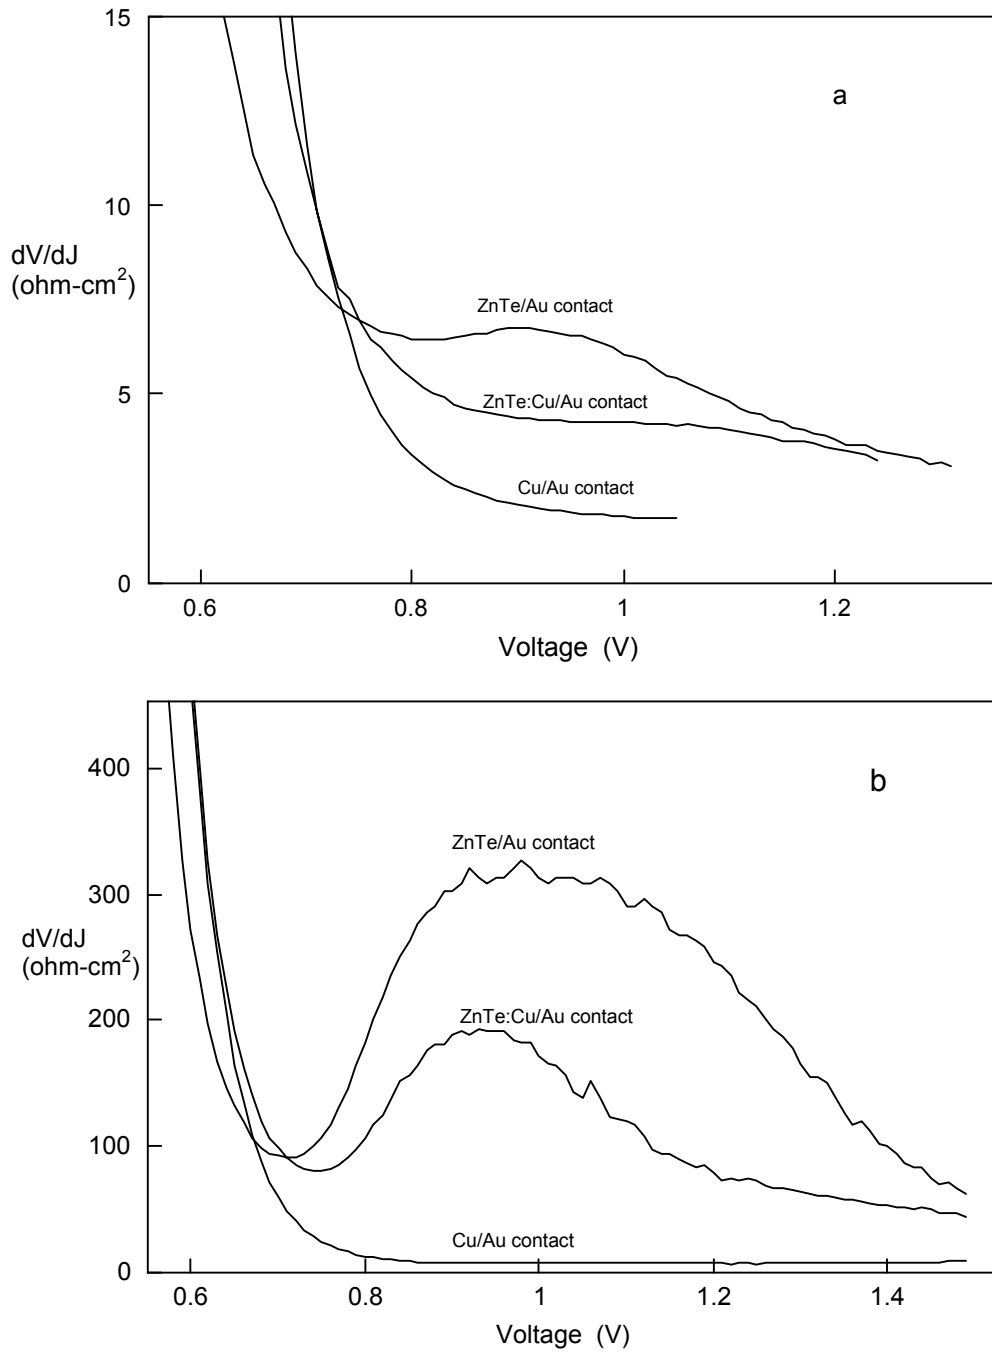 15
a
10
dV/dJ
(ohm-cm²)
ZnTe/Au contact
5
ZnTe:Cu/Au contact
Cu/Au contact
0
0.6 0.8 1 1.2
Voltage (V)
b
400
ZnTe/Au contact
300
dV/dJ
(ohm-cm²)
200
ZnTe:Cu/Au contact
100
Cu/Au contact
0
0.6 0.8 1 1.2 1.4
Voltage (V)